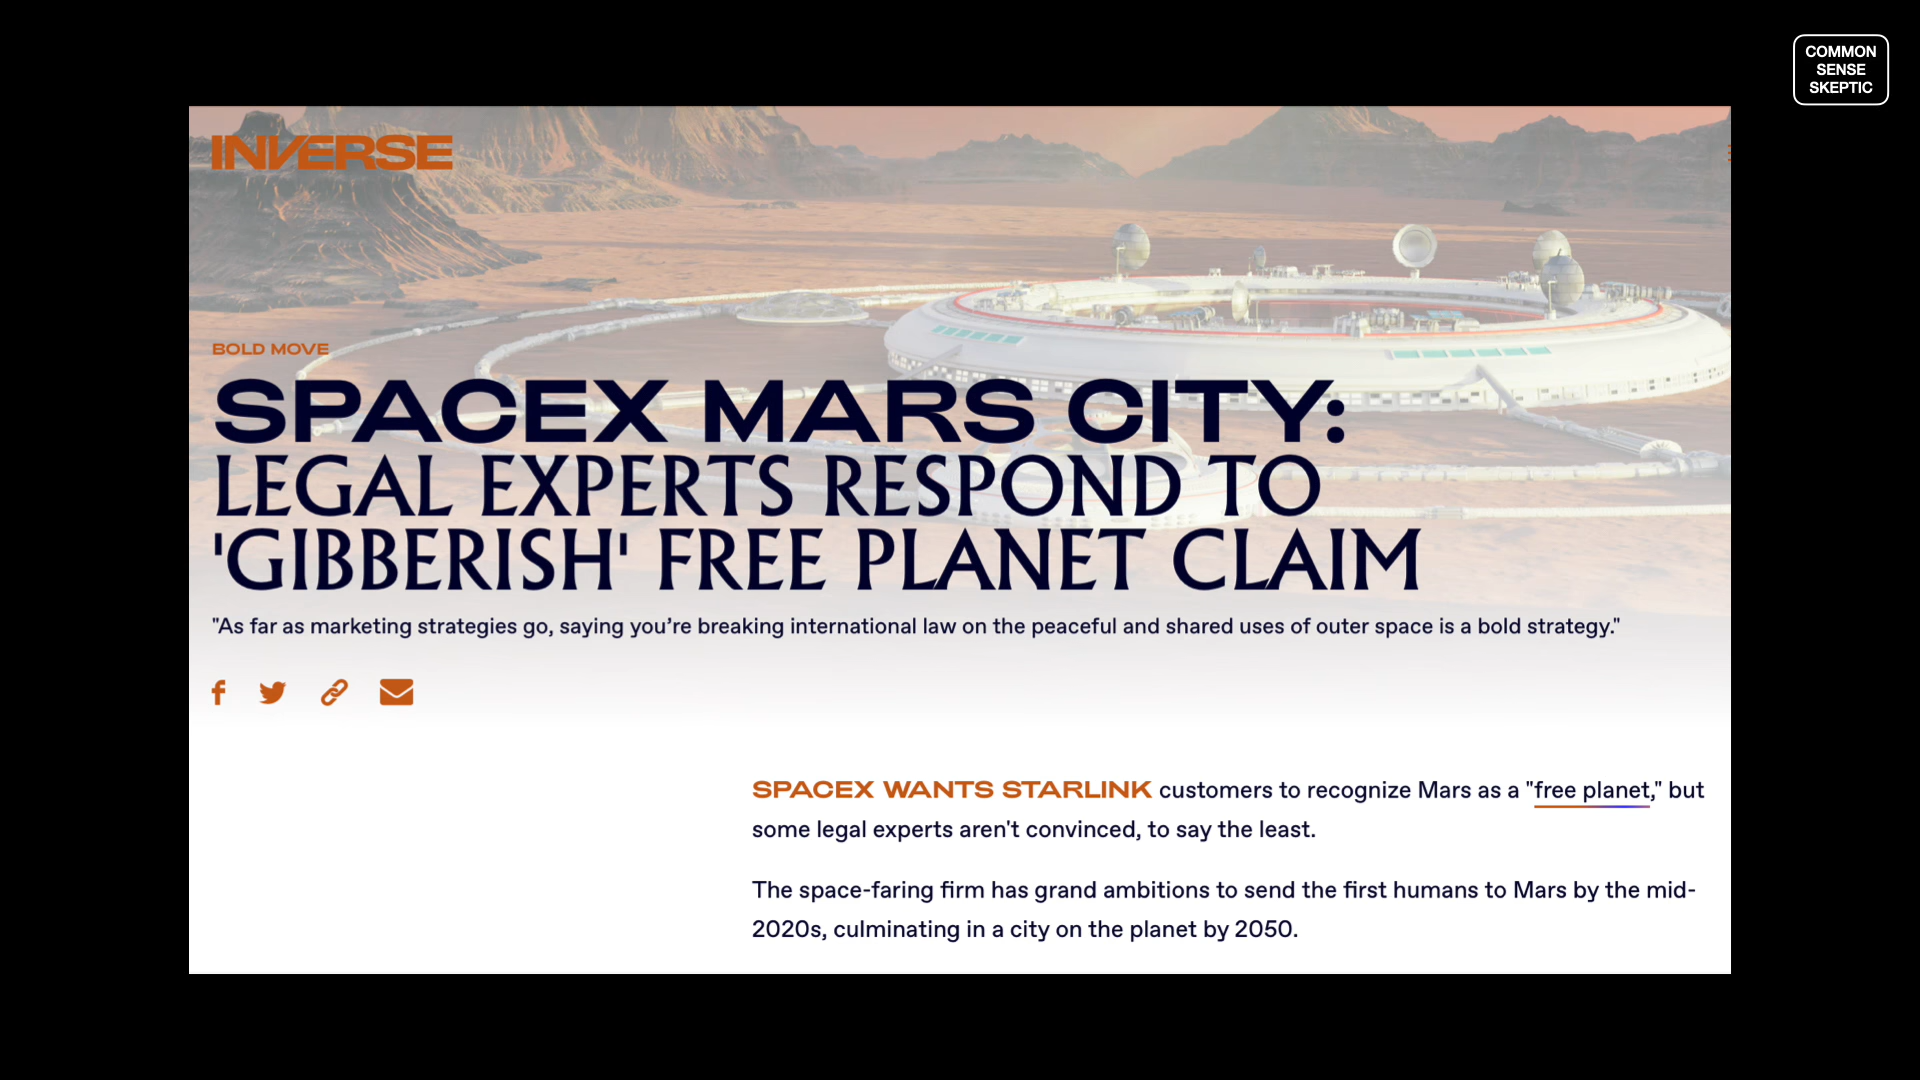 COMMON
SENSE
SKEPTIC
INVERSE
BOLD MOVE
SPACEX MARS CITY:
LEGAL EXPERTS RESPOND TO
'GIBBERISH' FREE PLANET CLAIM
"As far as marketing strategies go, saying you’re breaking international law on the peaceful and shared uses of outer space is a bold strategy."
SPACEX WANTS STARLINK customers to recognize Mars as a "free planet," but
some legal experts aren't convinced, to say the least.
The space-faring firm has grand ambitions to send the first humans to Mars by the mid-
2020s, culminating in a city on the planet by 2050.